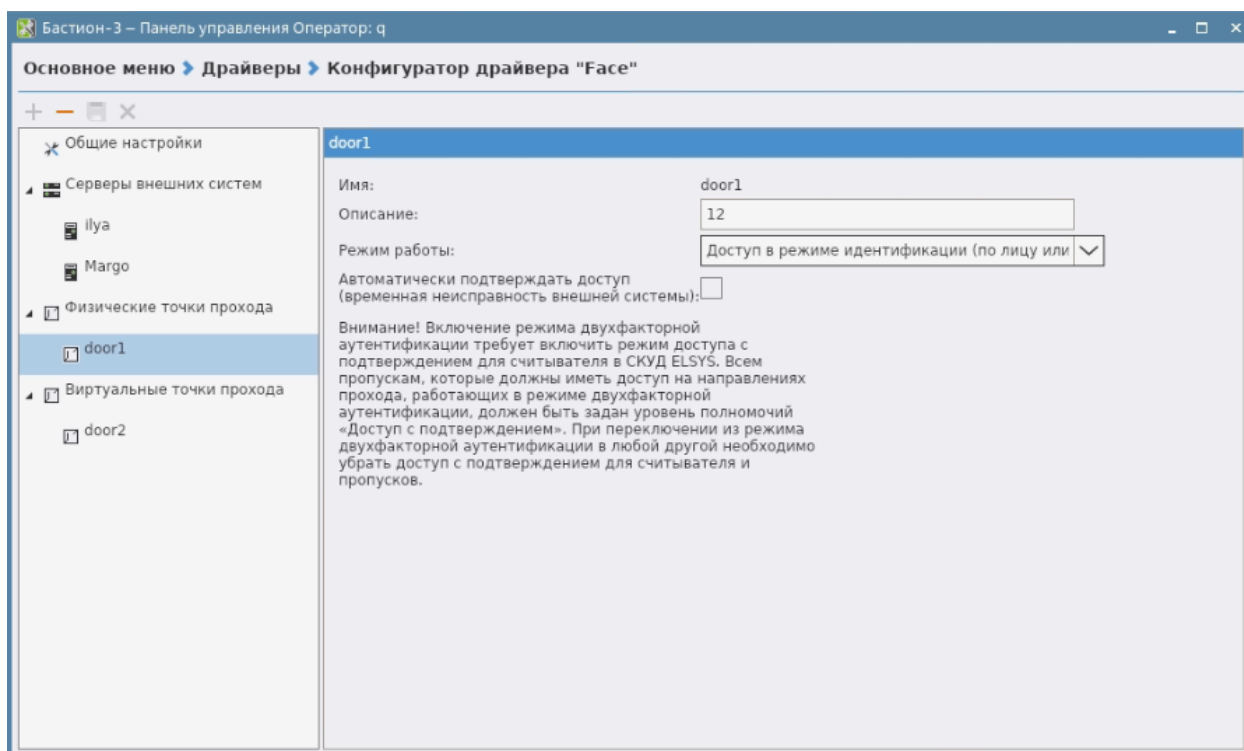 Бастион-3 – Панель управления Оператор: q
Основное меню Драйверы Конфигуратор драйвера "Face"
Общие настройки
Серверы внешних систем
ilya
Margo
Физические точки прохода
door1
Виртуальные точки прохода
door2
door1
Имя: door1
Описание: 12
Режим работы: Доступ в режиме идентификации (по лицу или
Автоматически подтверждать доступ
(временная неисправность внешней системы):
Внимание! Включение режима двухфакторной
аутентификации требует включить режим доступа с
подтверждением для считывателя в СКУД ELSYS. Всем
пропускам, которые должны иметь доступ на направлениях
прохода, работающих в режиме двухфакторной
аутентификации, должен быть задан уровень полномочий
«Доступ с подтверждением». При переключении из режима
двухфакторной аутентификации в любой другой необходимо
убрать доступ с подтверждением для считывателя и
пропусков.